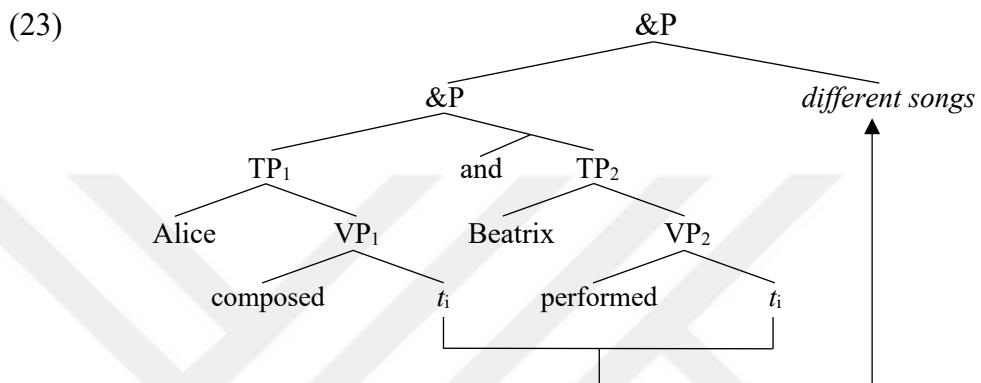 (23) &P
&P different songs
TP₁ and TP₂
Alice VP₁ Beatrix VP₂
composed tᵢ performed tᵢ